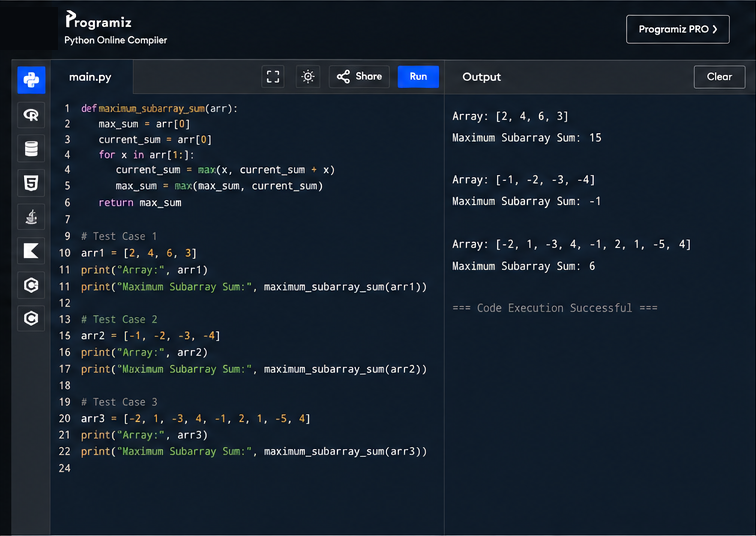 Programiz
Python Online Compiler
Programiz PRO ❯
main.py
Share
Run
Output
Clear
1 defmaximum_subarray_sum(arr):
2 max_sum = arr[0]
3 current_sum = arr[0]
4 for x in arr[1:]:
4 current_sum = max(x, current_sum + x)
5 max_sum = max(max_sum, current_sum)
6 return max_sum
7
9 # Test Case 1
10 arr1 = [2, 4, 6, 3]
11 print("Array:", arr1)
11 print("Maximum Subarray Sum:", maximum_subarray_sum(arr1))
12
13 # Test Case 2
15 arr2 = [-1, -2, -3, -4]
16 print("Array:", arr2)
17 print("Maximum Subarray Sum:", maximum_subarray_sum(arr2))
18
19 # Test Case 3
20 arr3 = [-2, 1, -3, 4, -1, 2, 1, -5, 4]
21 print("Array:", arr3)
22 print("Maximum Subarray Sum:", maximum_subarray_sum(arr3))
24
Array: [2, 4, 6, 3]
Maximum Subarray Sum: 15
Array: [-1, -2, -3, -4]
Maximum Subarray Sum: -1
Array: [-2, 1, -3, 4, -1, 2, 1, -5, 4]
Maximum Subarray Sum: 6
=== Code Execution Successful ===